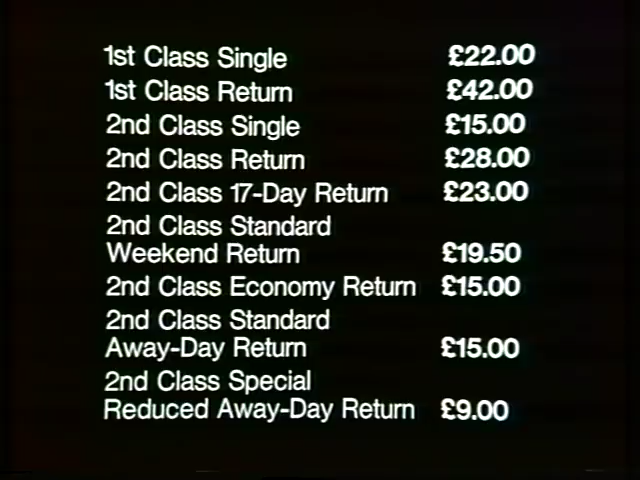 1st Class Single £22.00
1st Class Return £42.00
2nd Class Single £15.00
2nd Class Return £28.00
2nd Class 17-Day Return £23.00
2nd Class Standard
Weekend Return £19.50
2nd Class Economy Return £15.00
2nd Class Standard
Away-Day Return £15.00
2nd Class Special
Reduced Away-Day Return £9.00